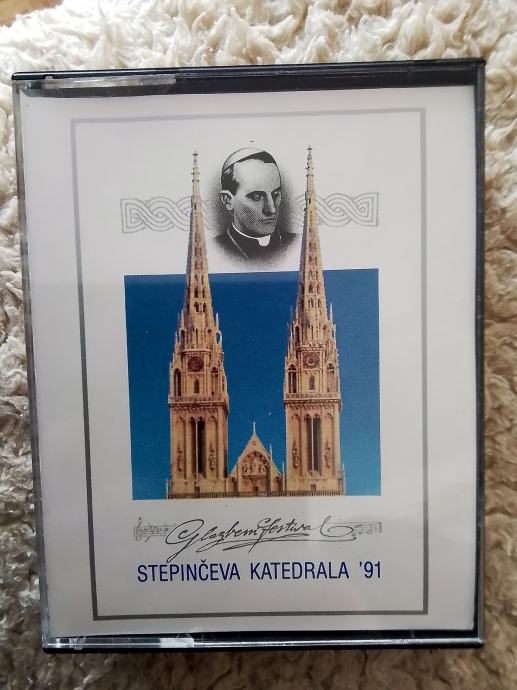 Glazbeni festival
STEPINČEVA KATEDRALA '91